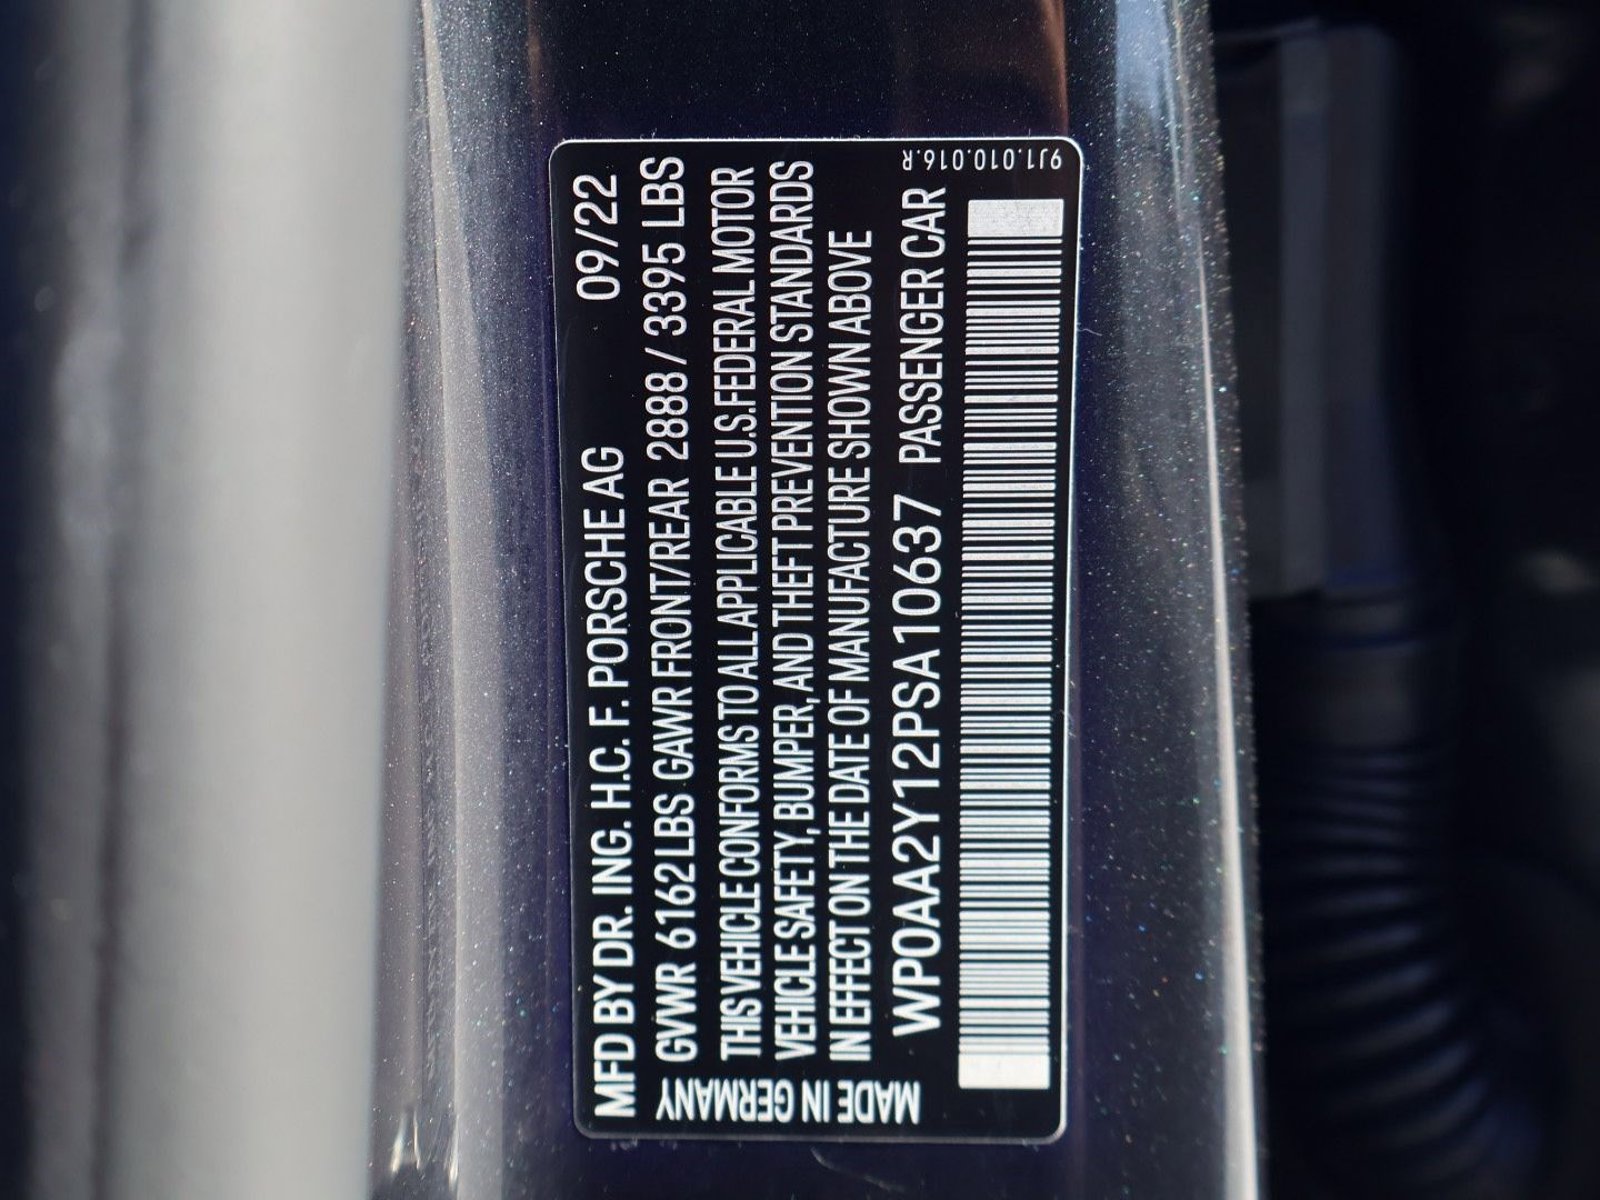 MFD BY DR. ING. H.C. F. PORSCHE AG 09/22
GVWR 6162 LBS GAWR FRONT/REAR 2888 / 3395 LBS
THIS VEHICLE CONFORMS TO ALL APPLICABLE U.S. FEDERAL MOTOR
VEHICLE SAFETY, BUMPER, AND THEFT PREVENTION STANDARDS
IN EFFECT ON THE DATE OF MANUFACTURE SHOWN ABOVE
WP0AA2Y12PSA10637 PASSENGER CAR
MADE IN GERMANY
9J1.010.016.R